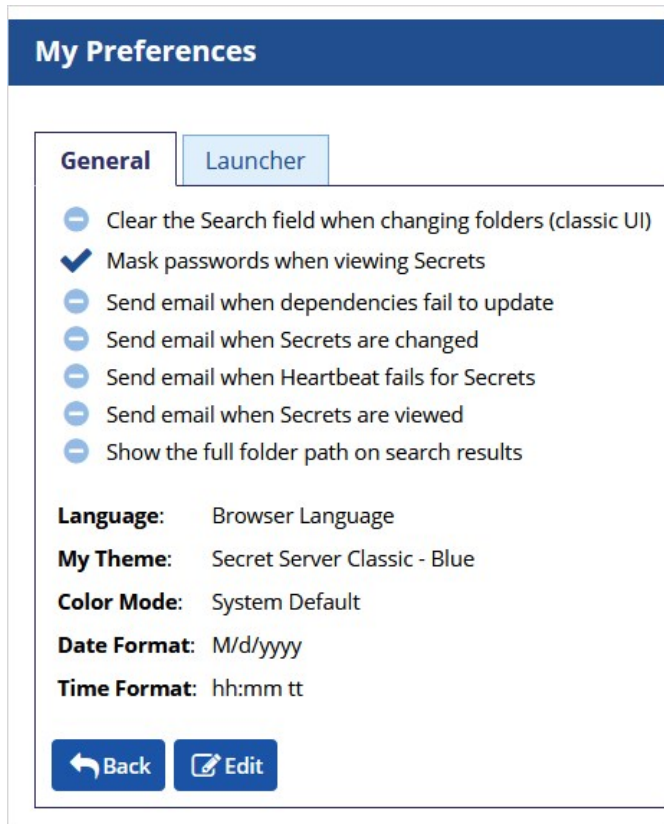 My Preferences
General
Launcher
Clear the Search field when changing folders (classic UI)
Mask passwords when viewing Secrets
Send email when dependencies fail to update
Send email when Secrets are changed
Send email when Heartbeat fails for Secrets
Send email when Secrets are viewed
Show the full folder path on search results
Language: Browser Language
My Theme: Secret Server Classic - Blue
Color Mode: System Default
Date Format: M/d/yyyy
Time Format: hh:mm tt
Back Edit